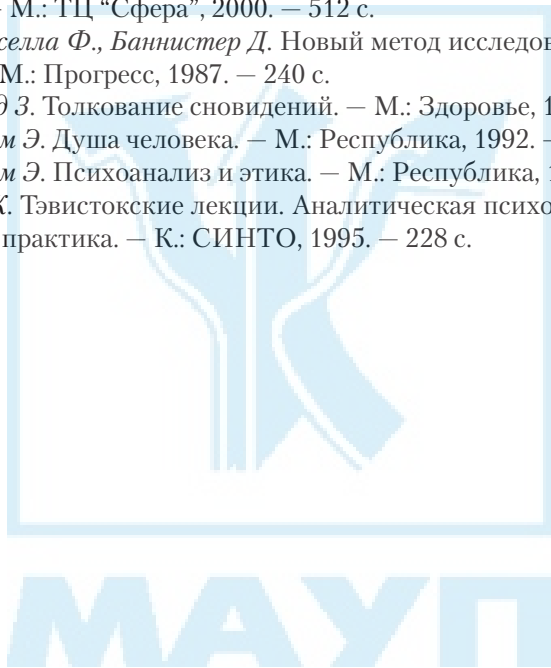 М.: ТЦ “Сфера”, 2000. — 512 с.
селла Ф., Баннистер Д. Новый метод исследов
М.: Прогресс, 1987. — 240 с.
д З. Толкование сновидений. — М.: Здоровье, 1
м Э. Душа человека. — М.: Республика, 1992. —
м Э. Психоанализ и этика. — М.: Республика, 1
К. Тэвистокские лекции. Аналитическая психо
практика. — К.: СИНТО, 1995. — 228 с.
МАУП